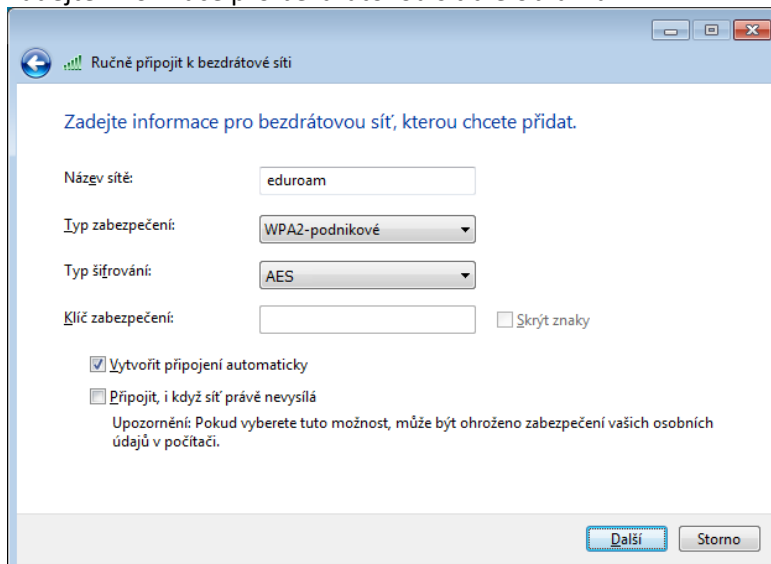 Ručně připojit k bezdrátové síti
Zadejte informace pro bezdrátovou síť, kterou chcete přidat.
Název sítě: eduroam
Typ zabezpečení: WPA2-podnikové
Typ šifrování: AES
Klíč zabezpečení: Skrýt znaky
Vytvořit připojení automaticky
Připojit, i když síť právě nevysílá
Upozornění: Pokud vyberete tuto možnost, může být ohroženo zabezpečení vašich osobních
údajů v počítači.
Další Storno